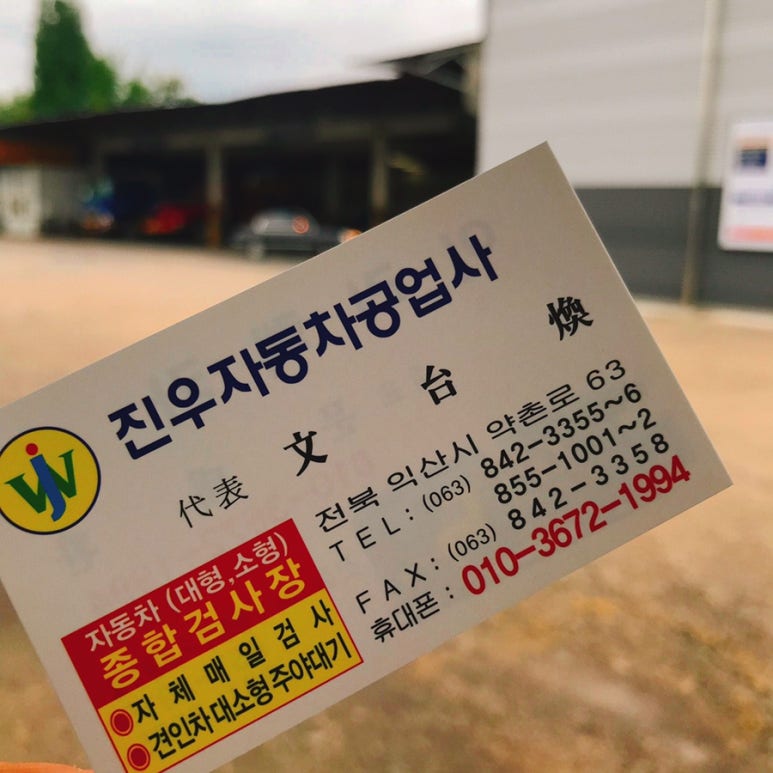 진우자동차공업사
代表 文 台 煥
전북 익산시 약촌로 63
TEL: (063) 842-3355~6
855-1001~2
FAX: (063) 842-3358
휴대폰 : 010-3672-1994
WJ
자동차 (대형,소형)
종합검사장
◉자체매일검사
◉견인차대소형주야대기